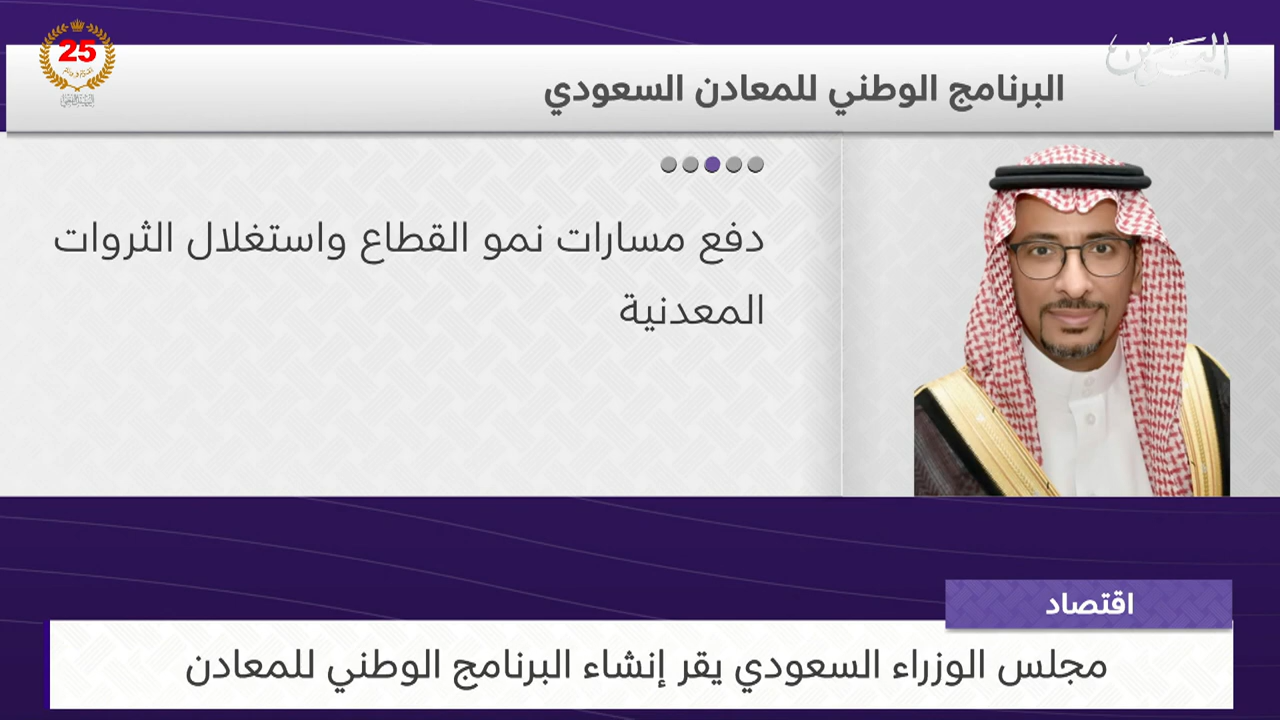 25
البحرين
البرنامج الوطني للمعادن السعودي
دفع مسارات نمو القطاع واستغلال الثروات
المعدنية
اقتصاد
مجلس الوزراء السعودي يقر إنشاء البرنامج الوطني للمعادن